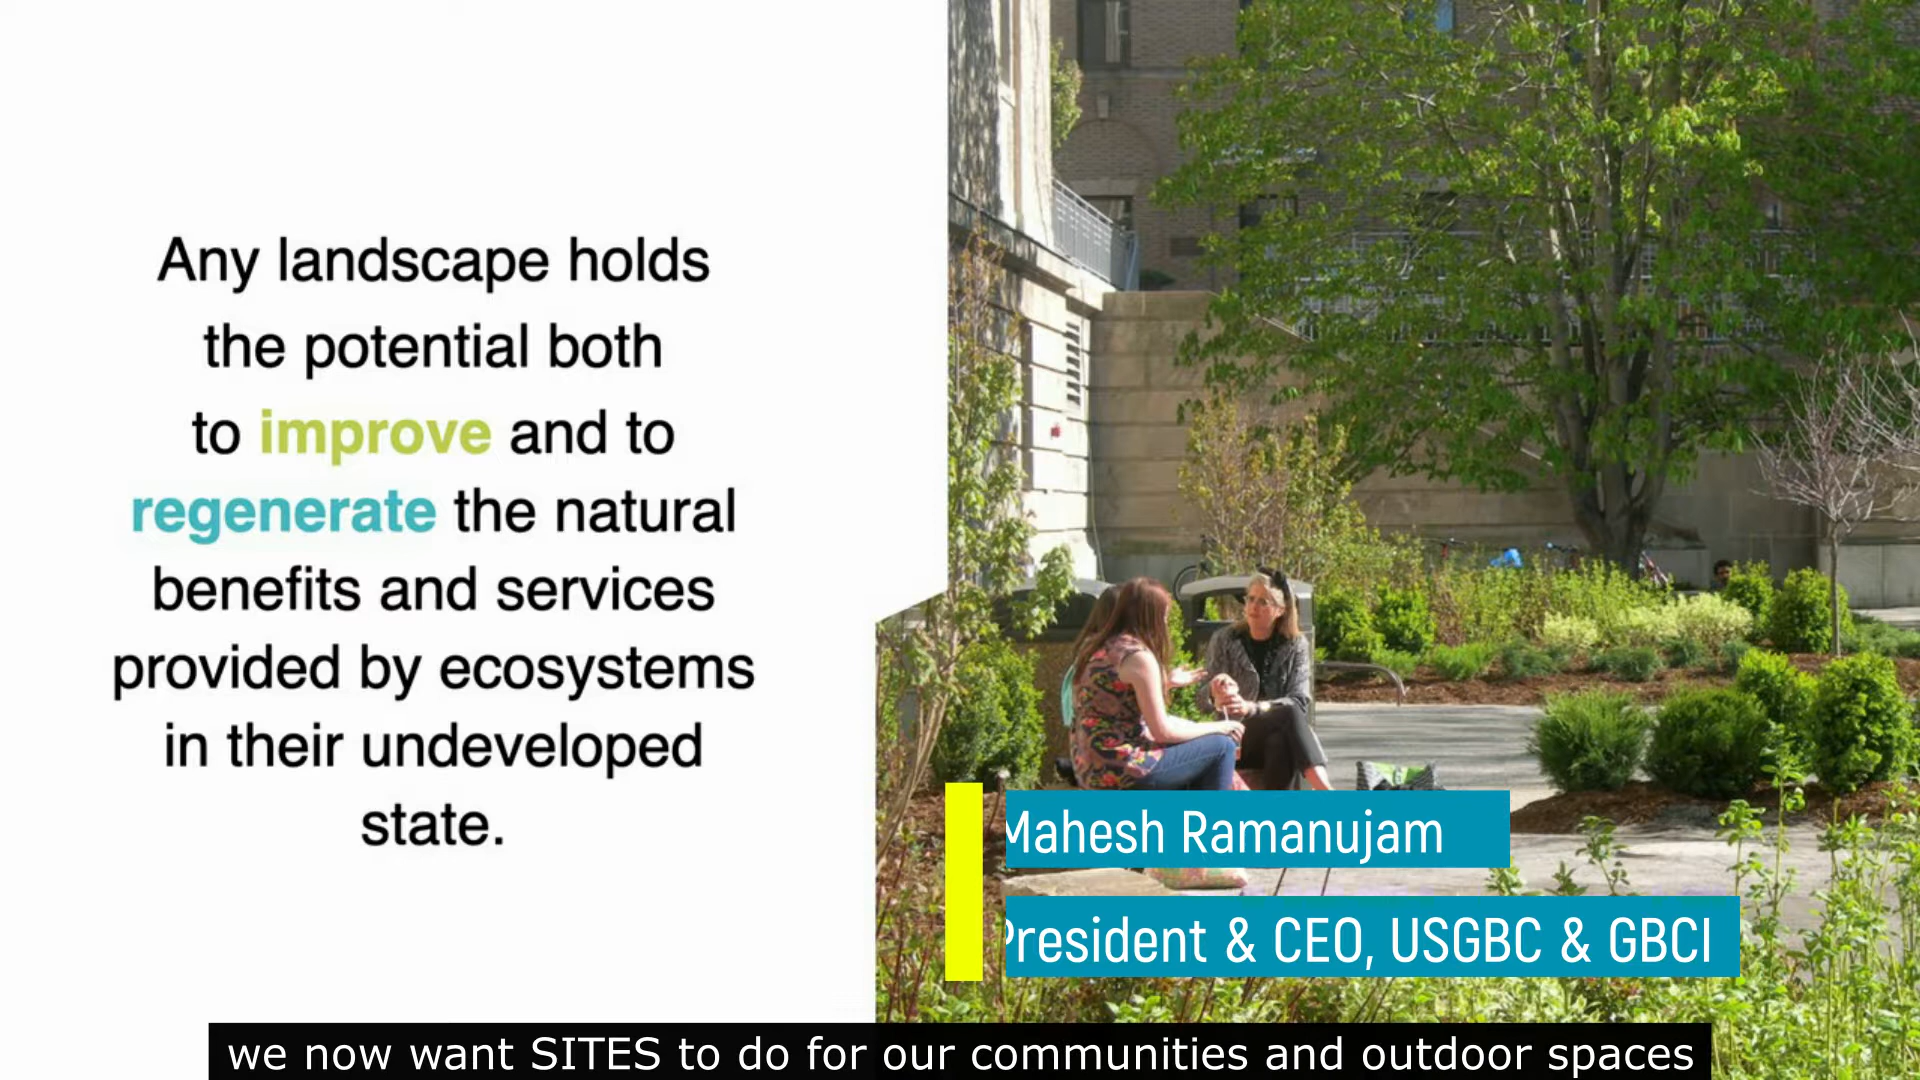 Any landscape holds
the potential both
to improve and to
regenerate the natural
benefits and services
provided by ecosystems
in their undeveloped
state.
Mahesh Ramanujam
President & CEO, USGBC & GBCI
we now want SITES to do for our communities and outdoor spaces